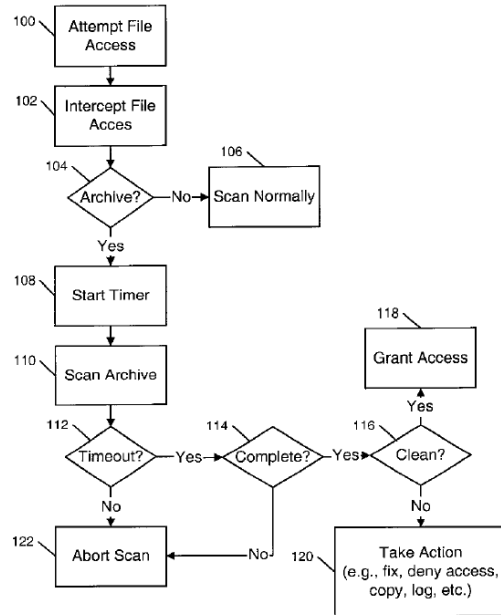 100
Attempt File
Access
102
Intercept File
Acces
104
Archive?
No
106
Scan Normally
Yes
108
Start Timer
110
Scan Archive
118
Grant Access
Yes
112
Timeout?
Yes
114
Complete?
Yes
116
Clean?
No
No
122
Abort Scan
No
120
Take Action
(e.g., fix, deny access,
copy, log, etc.)